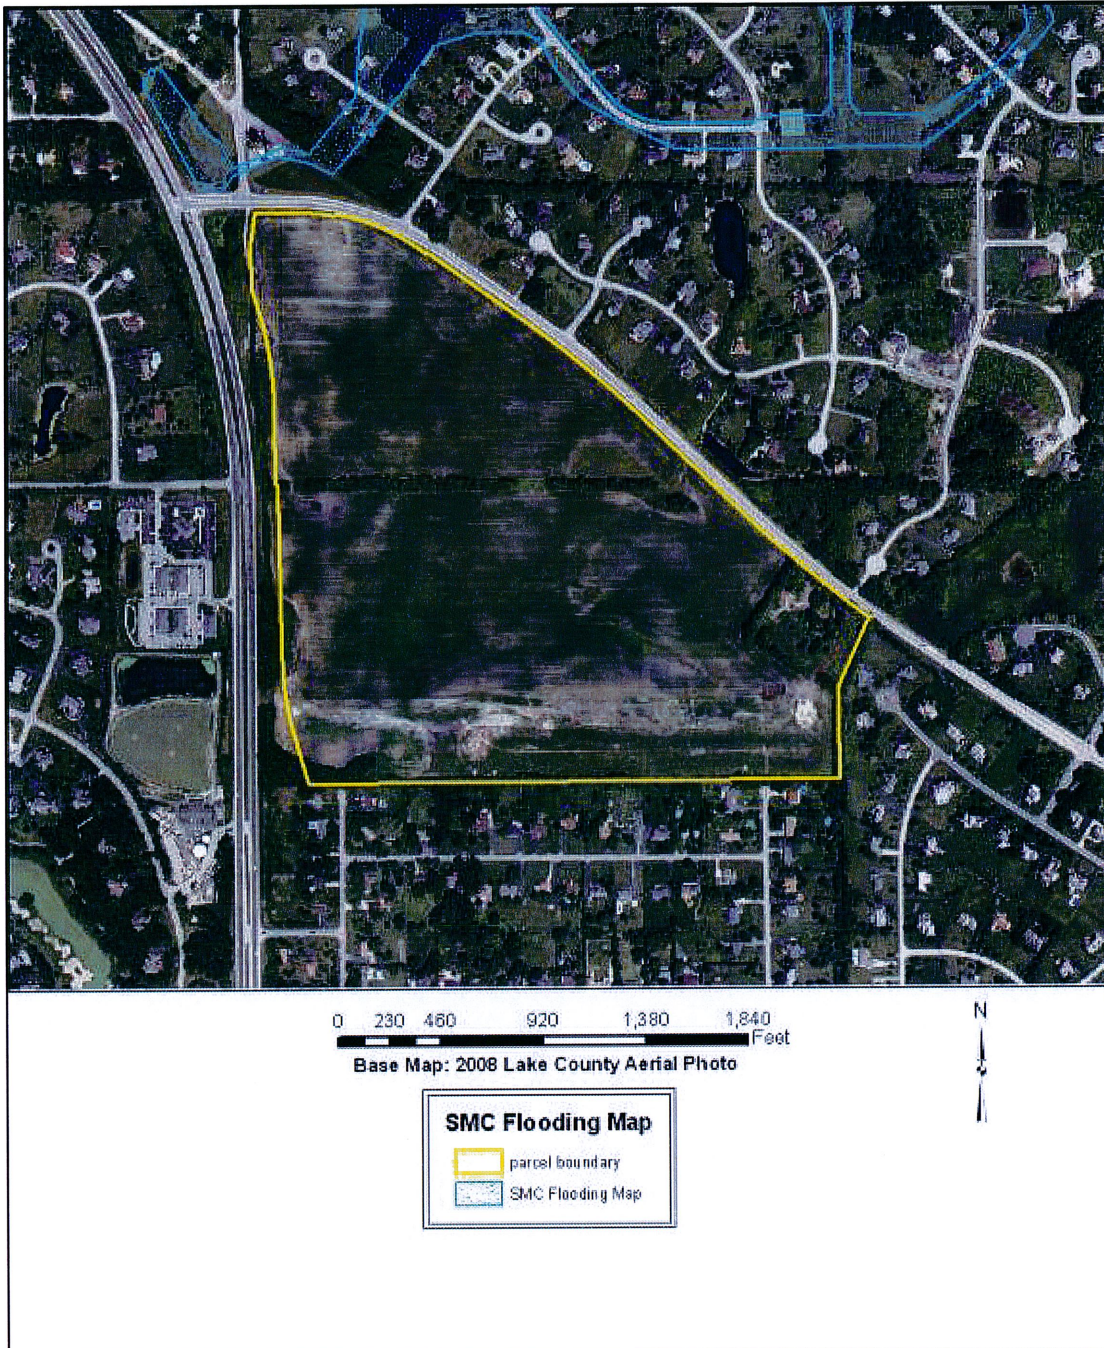 0 230 460 920 1,380 1,840
Feet
Base Map: 2008 Lake County Aerial Photo
N
SMC Flooding Map
parcel boundary
SMC Flooding Map